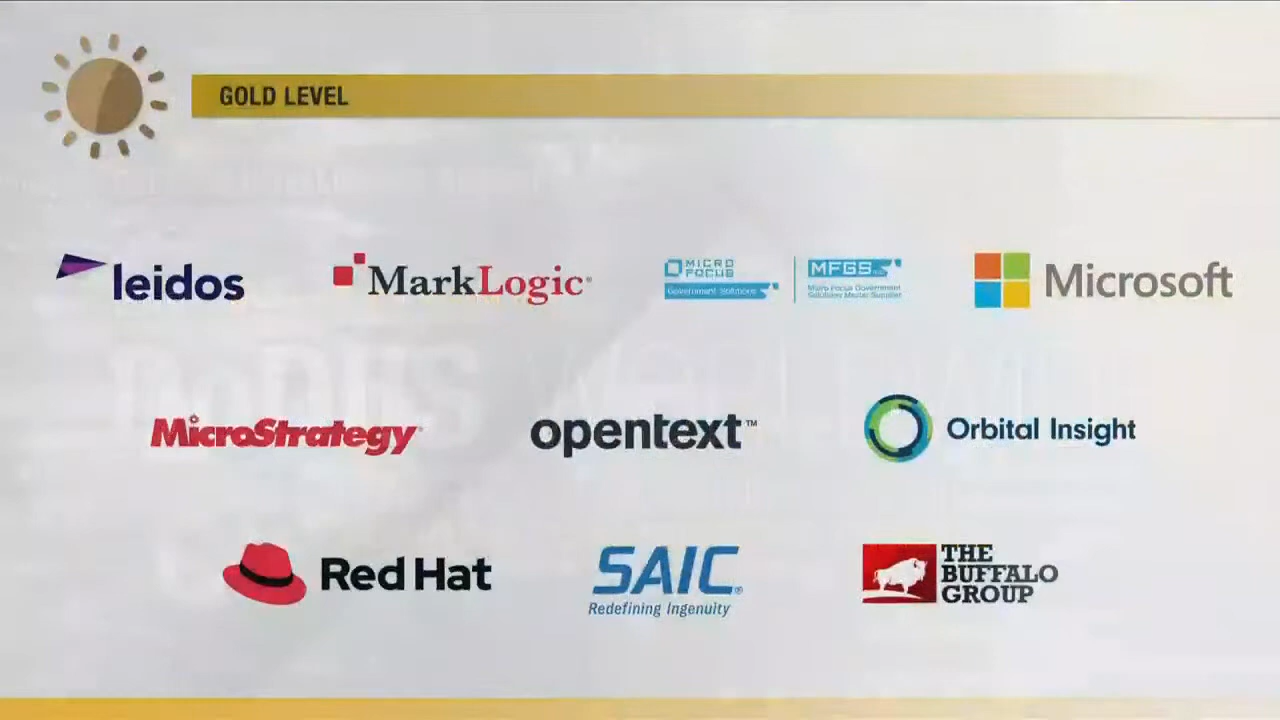 GOLD LEVEL
leidos
MarkLogic®
MICRO
FOCUS
Government Solutions
MFGS
Micro Focus Government
Solutions Master Supplier
Microsoft
MicroStrategy
opentext™
Orbital Insight
Red Hat
SAIC®
Redefining Ingenuity
THE
BUFFALO
GROUP